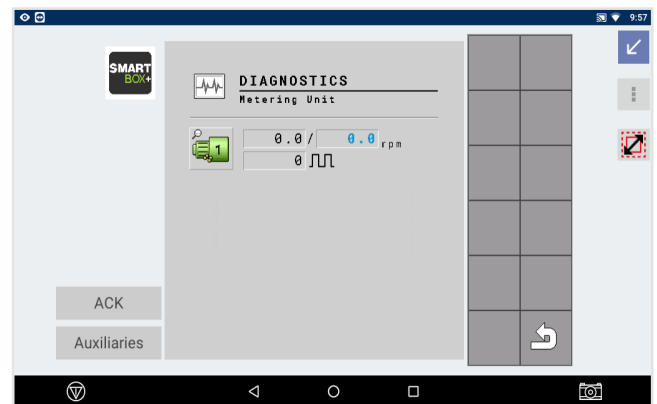 9:57
SMART
BOX+
DIAGNOSTICS
Metering Unit
1
0.0/ 0.0 rpm
0
ACK
Auxiliaries